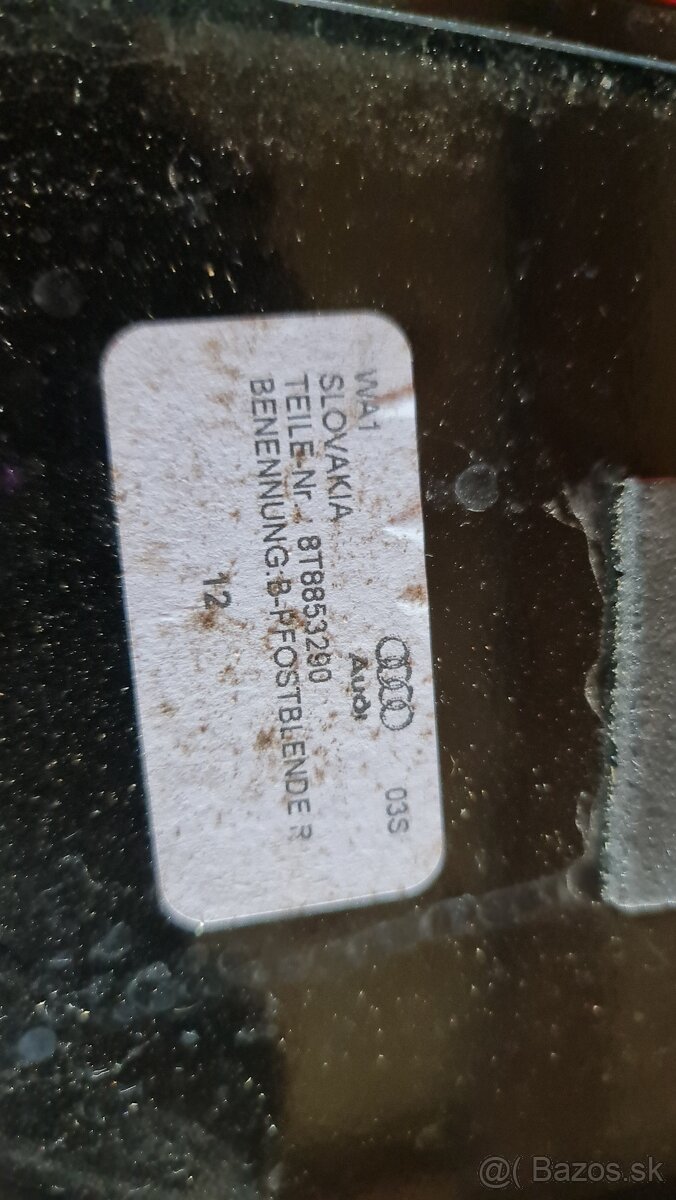 WA1 03S
SLOVAKIA Audi
TEILE-Nr.: 8T8853290
BENENNUNG:B-PFOSTBLENDE R
12
@( Bazos.sk